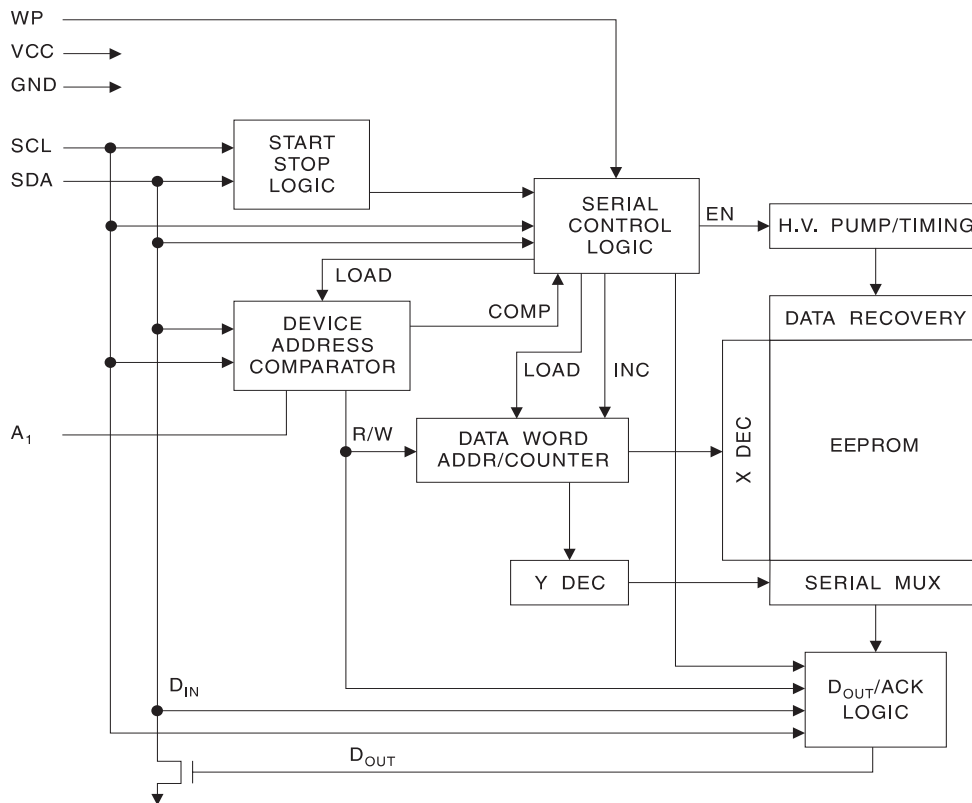 WP
VCC
GND
SCL
SDA
START
STOP
LOGIC
SERIAL
CONTROL
LOGIC
EN
H.V. PUMP/TIMING
LOAD
COMP
DEVICE
ADDRESS
COMPARATOR
DATA RECOVERY
LOAD
INC
A1
R/W
DATA WORD
ADDR/COUNTER
X DEC
EEPROM
Y DEC
SERIAL MUX
DIN
DOUT/ACK
LOGIC
DOUT